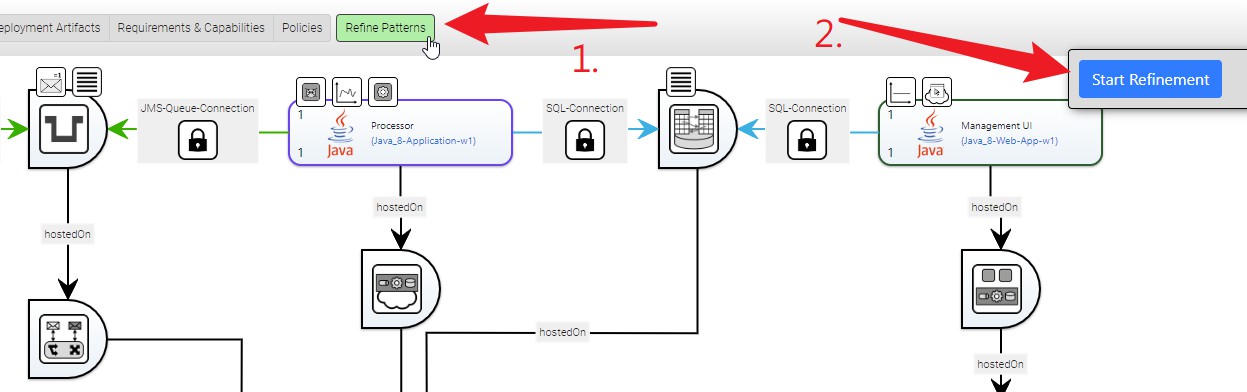 eployment Artifacts
Requirements & Capabilities
Policies
Refine Patterns
1.
2.
Start Refinement
=1
JMS-Queue-Connection
1
1
Java
Processor
(Java_8-Application-w1)
SQL-Connection
SQL-Connection
1
1
Java
Management UI
(Java_8-Web-App-w1)
hostedOn
hostedOn
hostedOn
hostedOn
hostedOn